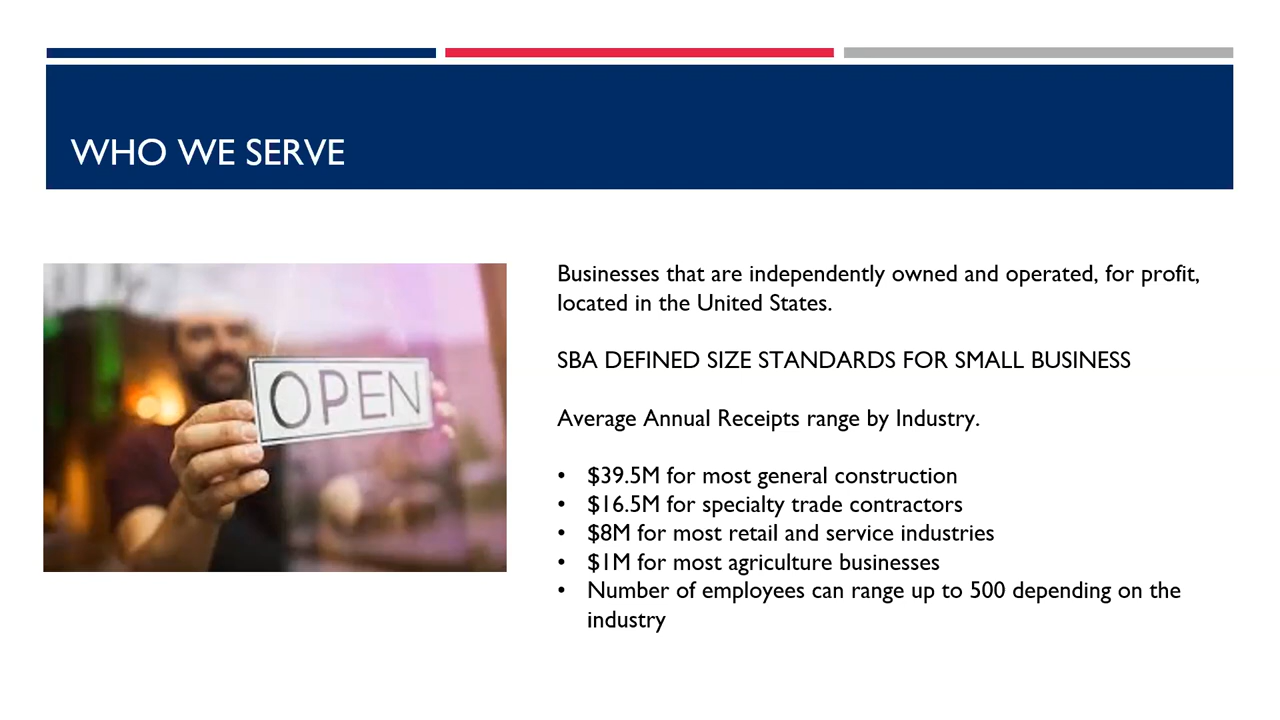 WHO WE SERVE
OPEN
Businesses that are independently owned and operated, for profit,
located in the United States.
SBA DEFINED SIZE STANDARDS FOR SMALL BUSINESS
Average Annual Receipts range by Industry.
• $39.5M for most general construction
• $16.5M for specialty trade contractors
• $8M for most retail and service industries
• $1M for most agriculture businesses
• Number of employees can range up to 500 depending on the
industry